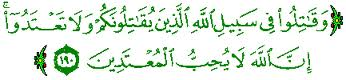 وَقَٰتِلُوا۟ فِى سَبِيلِ ٱللَّهِ ٱلَّذِينَ يُقَٰتِلُونَكُمْ وَلَا تَعْتَدُوٓا۟ۚ
إِنَّ ٱللَّهَ لَا يُحِبُّ ٱلْمُعْتَدِينَ ١٩٠